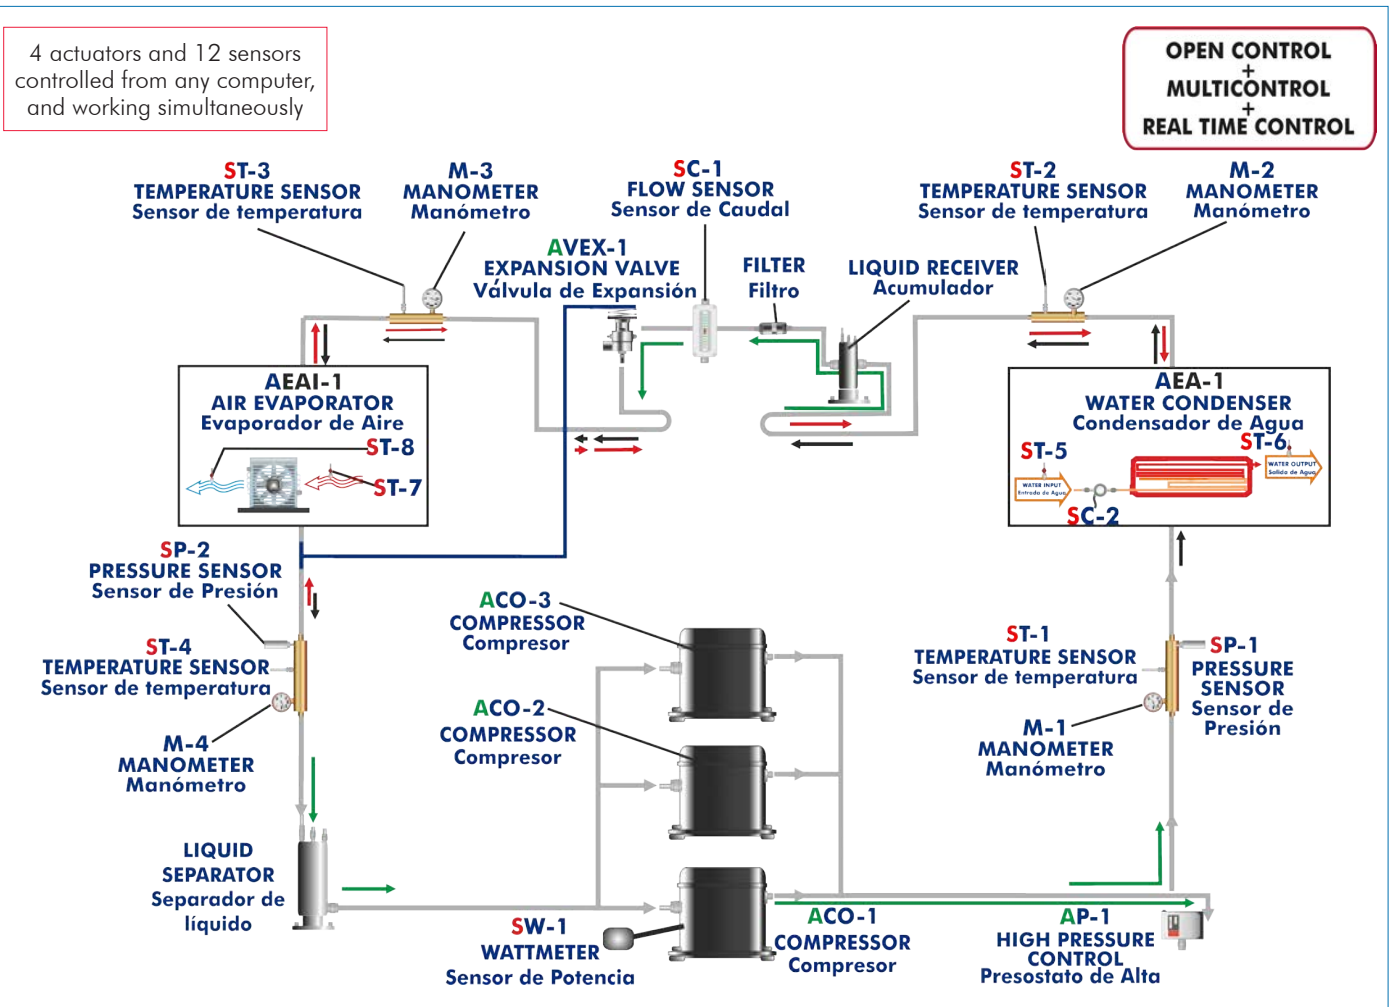 4 actuators and 12 sensors
controlled from any computer,
and working simultaneously
OPEN CONTROL
+
MULTICONTROL
+
REAL TIME CONTROL
ST-3
TEMPERATURE SENSOR
Sensor de temperatura
M-3
MANOMETER
Manómetro
SC-1
FLOW SENSOR
Sensor de Caudal
ST-2
TEMPERATURE SENSOR
Sensor de temperatura
M-2
MANOMETER
Manómetro
AVEX-1
EXPANSION VALVE
Válvula de Expansión
FILTER
Filtro
LIQUID RECEIVER
Acumulador
AEAI-1
AIR EVAPORATOR
Evaporador de Aire
ST-8
ST-7
AEA-1
WATER CONDENSER
Condensador de Agua
ST-5
ST-6
WATER INPUT
Entrada de Agua
WATER OUTPUT
Salida de Agua
SC-2
SP-2
PRESSURE SENSOR
Sensor de Presión
ST-4
TEMPERATURE SENSOR
Sensor de temperatura
M-4
MANOMETER
Manómetro
ACO-3
COMPRESSOR
Compresor
ACO-2
COMPRESSOR
Compresor
ST-1
TEMPERATURE SENSOR
Sensor de temperatura
SP-1
PRESSURE
SENSOR
Sensor de
Presión
M-1
MANOMETER
Manómetro
LIQUID
SEPARATOR
Separador de
líquido
SW-1
WATTMETER
Sensor de Potencia
ACO-1
COMPRESSOR
Compresor
AP-1
HIGH PRESSURE
CONTROL
Presostato de Alta